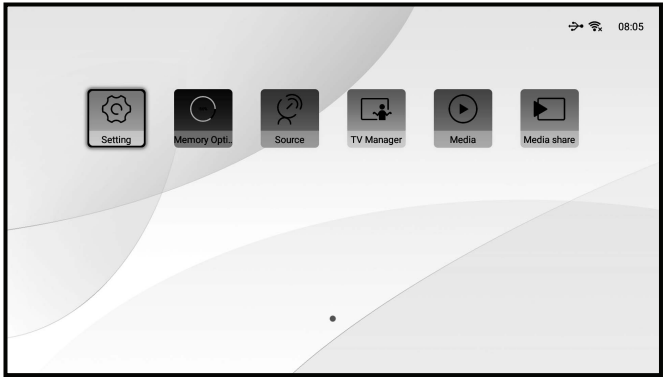 08:05
Setting
Memory Opti..
Source
TV Manager
Media
Media share